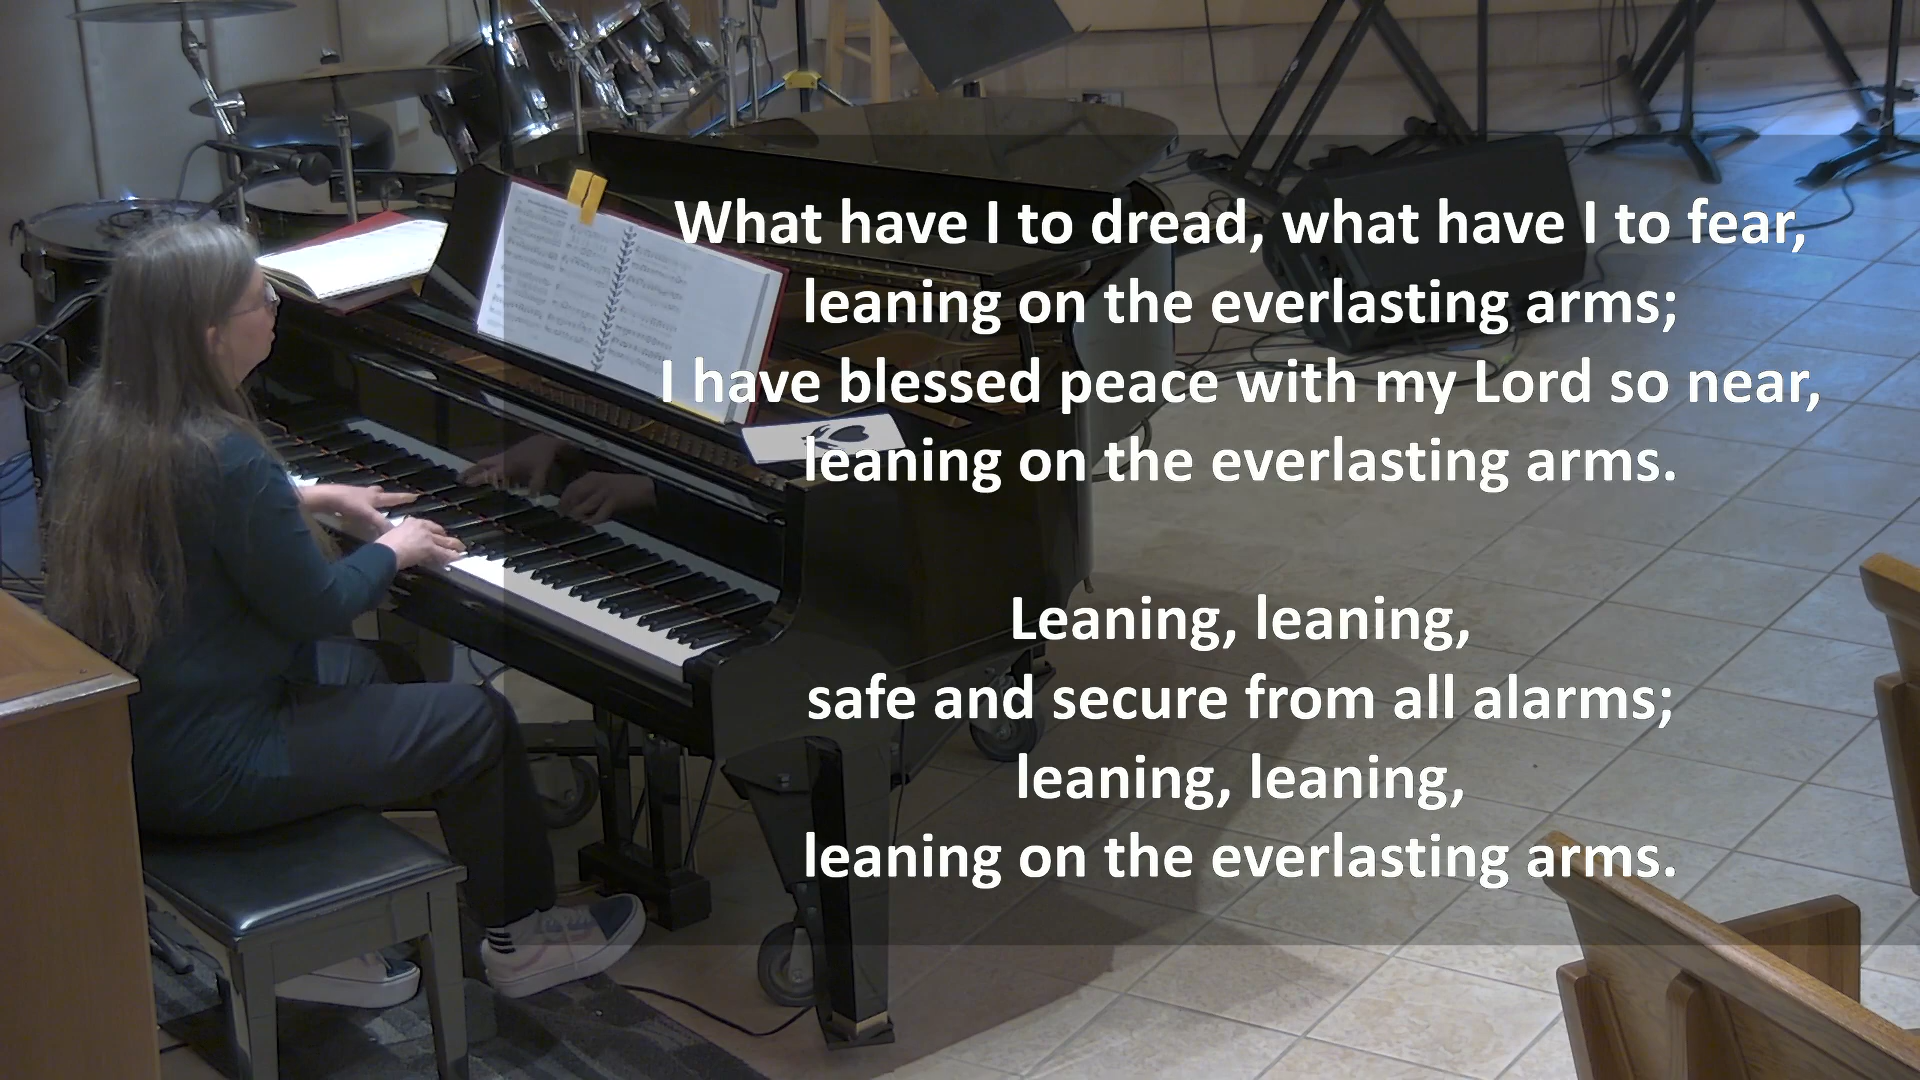 What have I to dread, what have I to fear,
leaning on the everlasting arms;
I have blessed peace with my Lord so near,
leaning on the everlasting arms.
Leaning, leaning,
safe and secure from all alarms;
leaning, leaning,
leaning on the everlasting arms.